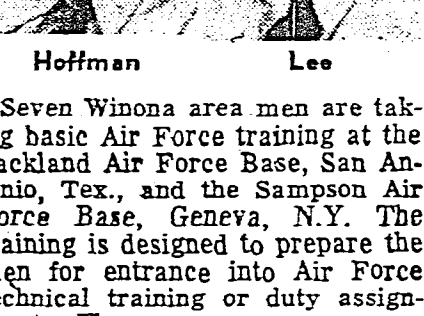 Hoffman Lee
Seven Winona area men are tak-
g basic Air Force training at the
ackland Air Force Base, San An-
nio, Tex., and the Sampson Air
orce Base, Geneva, N.Y. The
aining is designed to prepare the
en for entrance into Air Force
echnical training or duty assign-